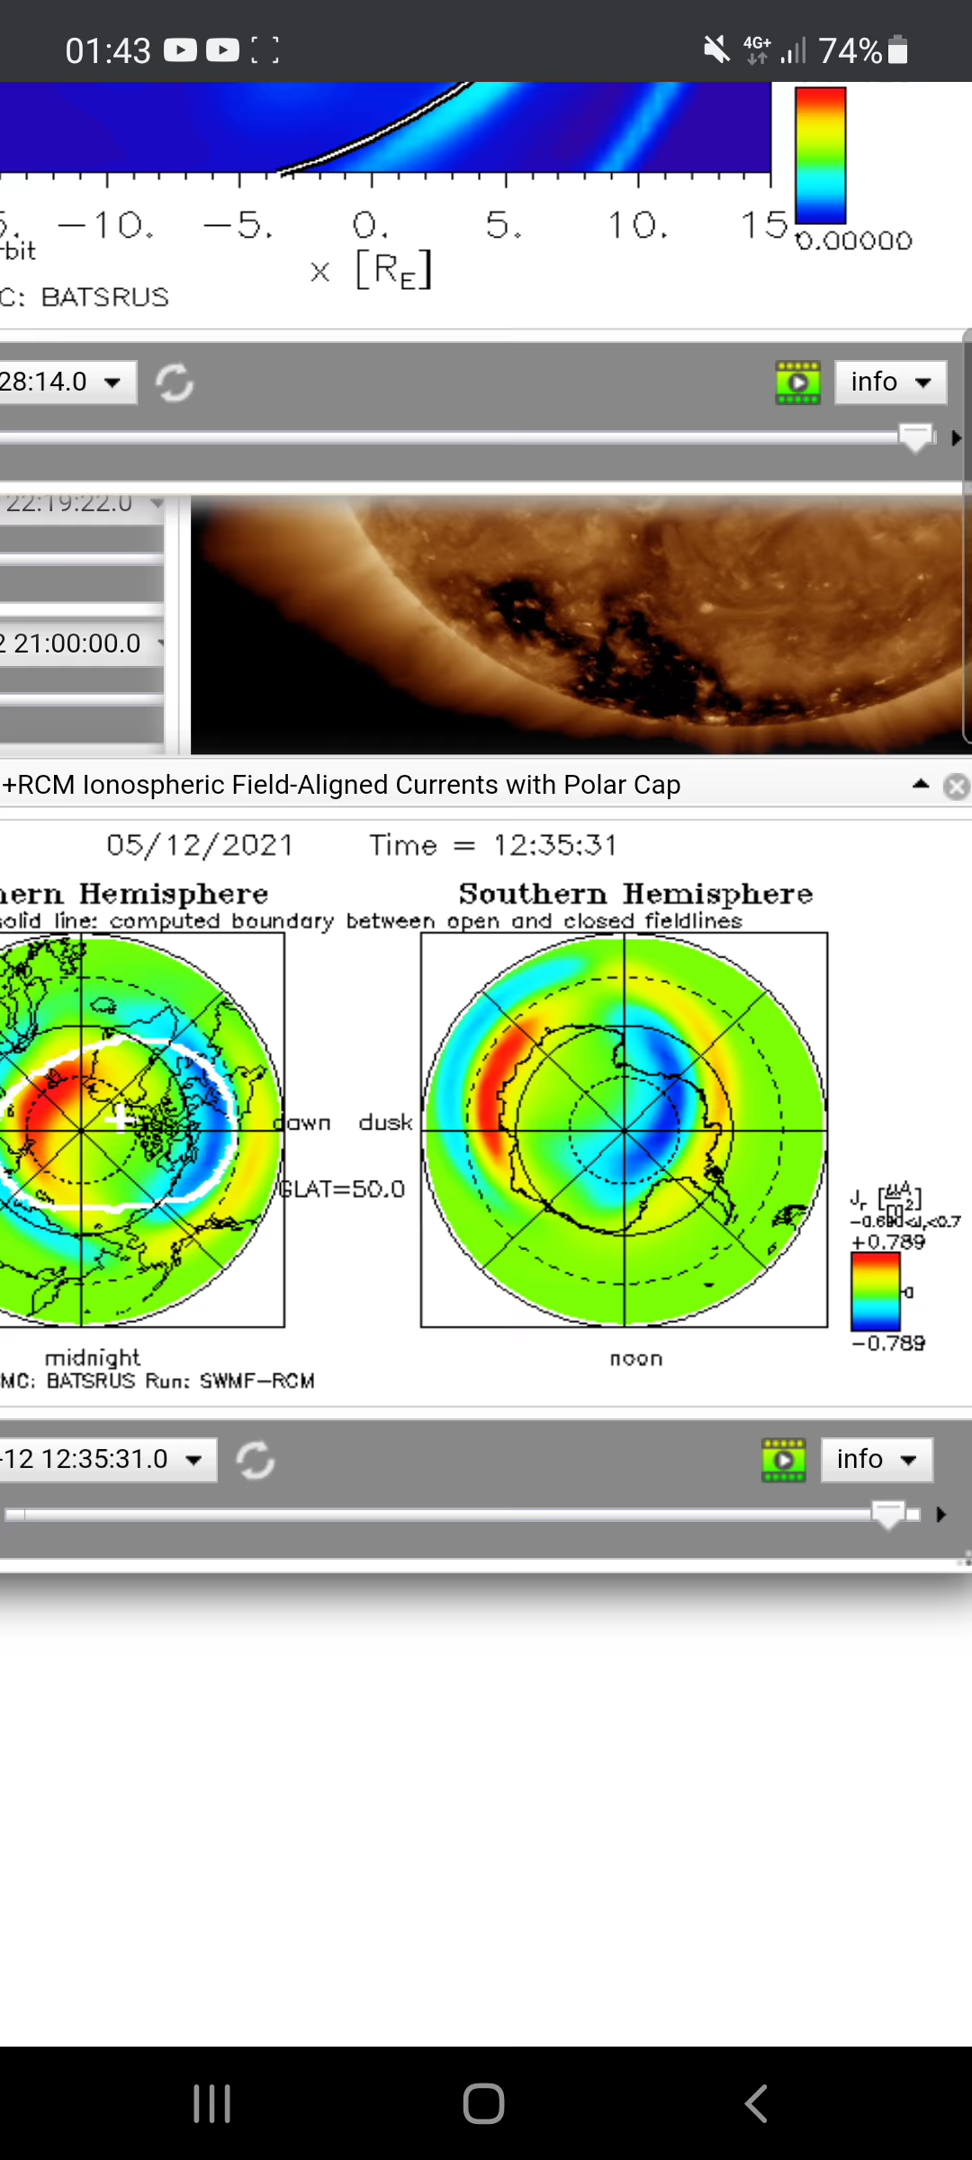 01:43
4G+
74%
-10.
-5.
0.
5.
10.
15.
0.00000
rbit
x [RE]
C: BATSRUS
28:14.0
info
22:19:22.0
2 21:00:00.0
+RCM Ionospheric Field-Aligned Currents with Polar Cap
05/12/2021 Time = 12:35:31
hern Hemisphere
Southern Hemisphere
solid line: computed boundary between open and closed fieldlines
dawn
dusk
GLAT=50.0
+0.789
0
-0.789
midnight
noon
MC: BATSRUS Run: SWMF-RCM
-12 12:35:31.0
info